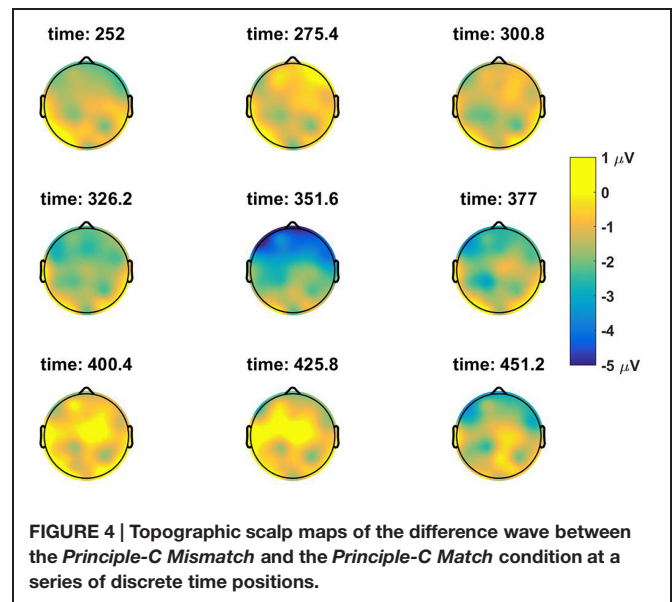 time: 252
time: 275.4
time: 300.8
time: 326.2
time: 351.6
time: 377
time: 400.4
time: 425.8
time: 451.2
1 μV
0
-1
-2
-3
-4
-5 μV
FIGURE 4 | Topographic scalp maps of the difference wave between
the Principle-C Mismatch and the Principle-C Match condition at a
series of discrete time positions.